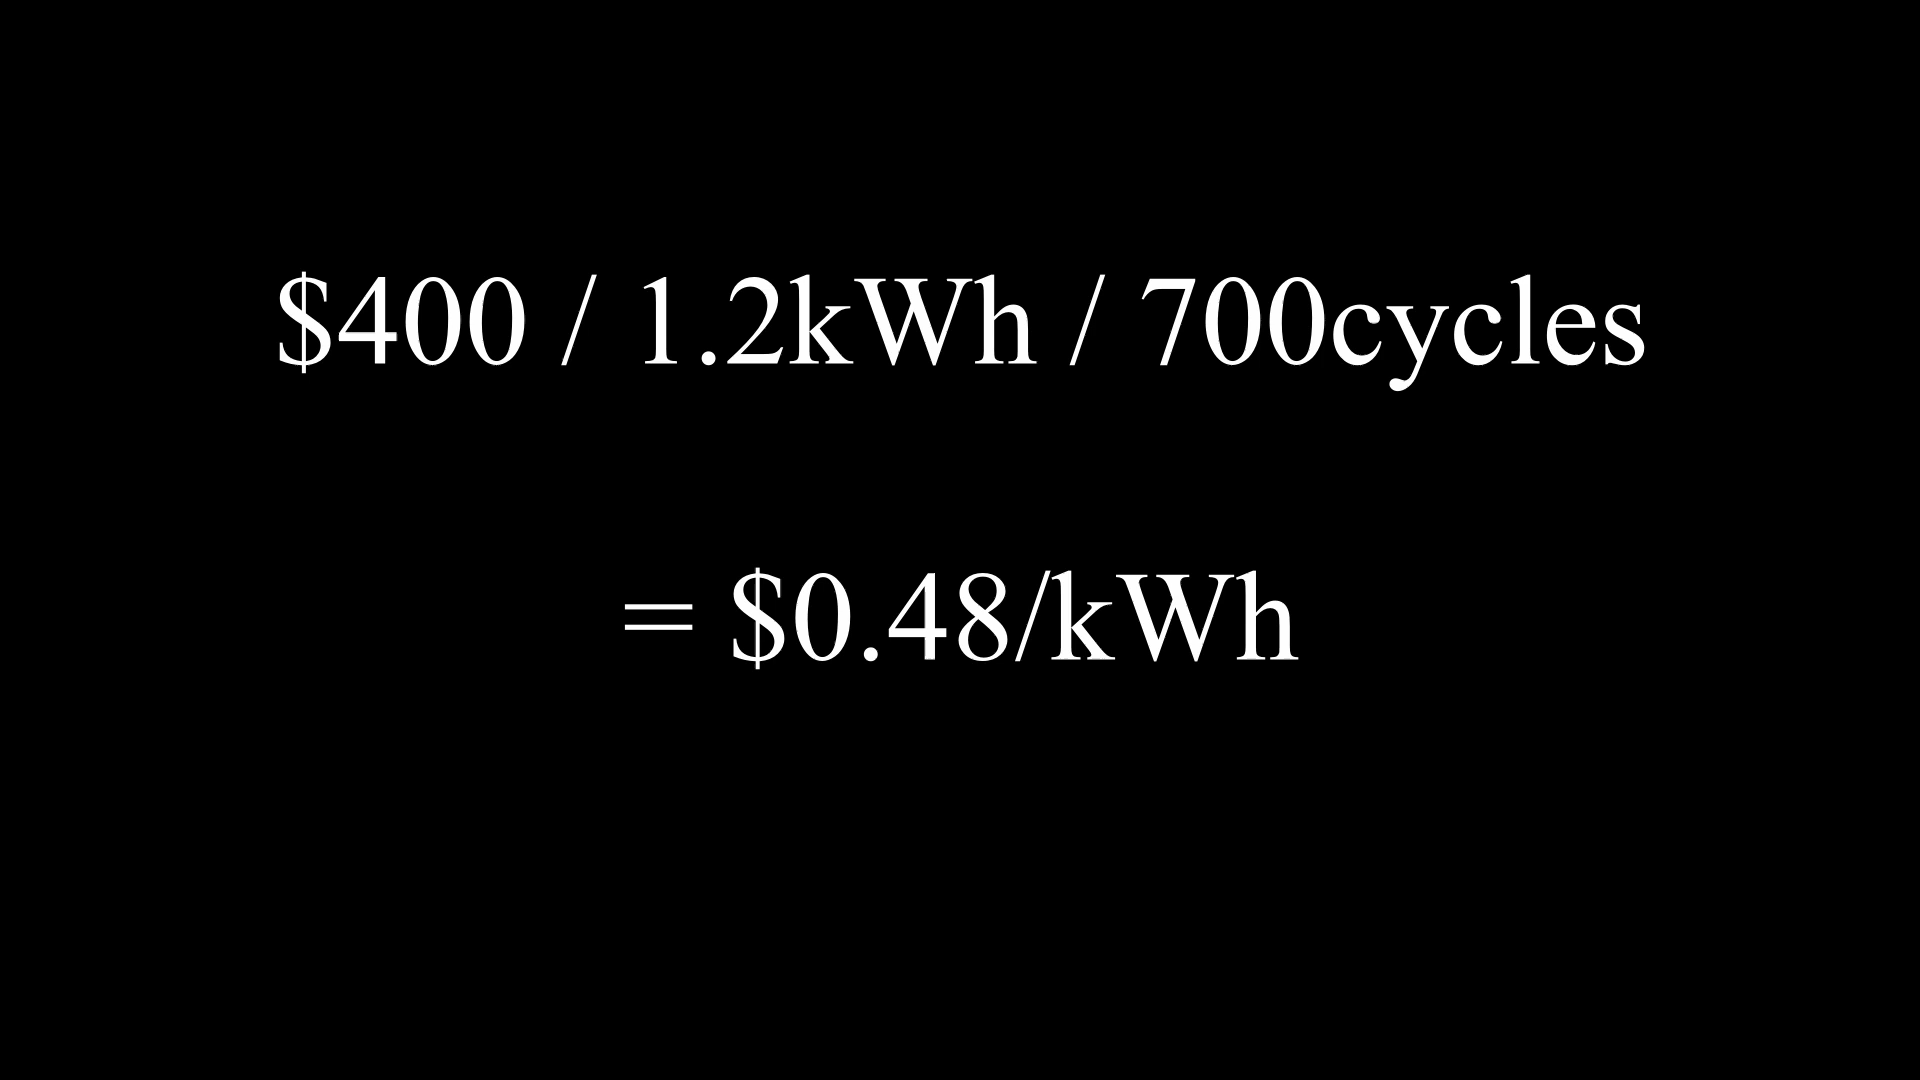 $400 / 1.2kWh / 700cycles
= $0.48/kWh